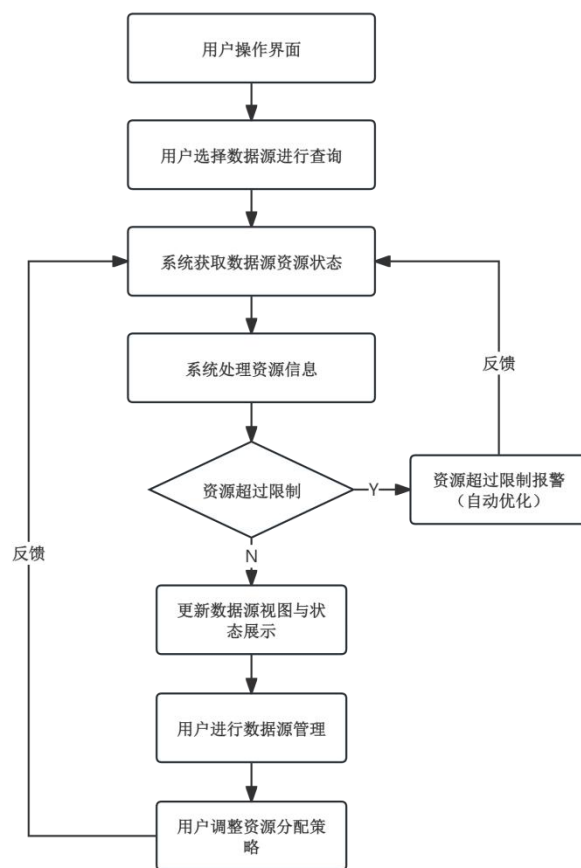 用户操作界面
用户选择数据源进行查询
系统获取数据源资源状态
系统处理资源信息
反馈
资源超过限制
Y
资源超过限制报警
（自动优化）
反馈
N
更新数据源视图与状
态展示
用户进行数据源管理
用户调整资源分配策
略